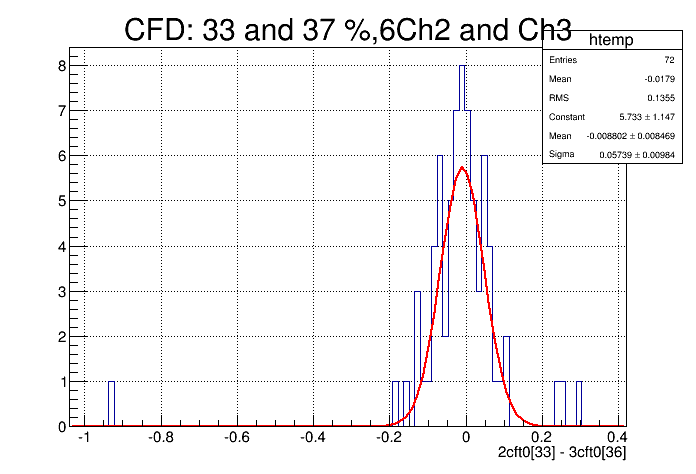 CFD: 33 and 37 %,6Ch2 and Ch3
htemp
Entries 72
Mean -0.0179
RMS 0.1355
Constant 5.733 ± 1.147
Mean -0.008802 ± 0.008469
Sigma 0.05739 ± 0.00984
8
7
6
5
4
3
2
1
0
-1 -0.8 -0.6 -0.4 -0.2 0 0.2 0.4
2cft0[33] - 3cft0[36]